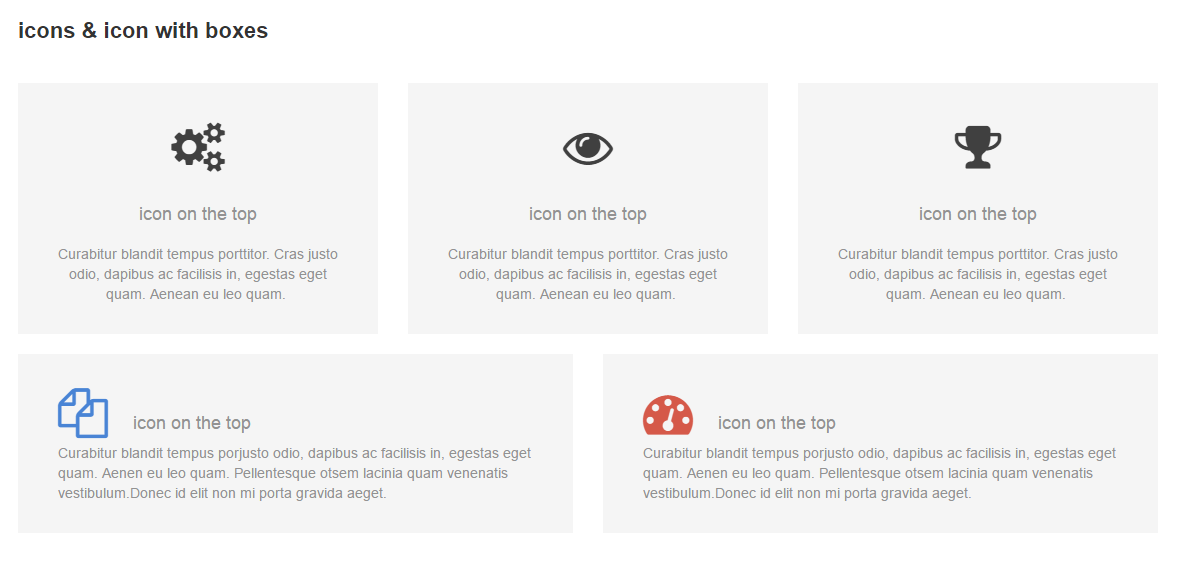 icons & icon with boxes
icon on the top
Curabitur blandit tempus porttitor. Cras justo
odio, dapibus ac facilisis in, egestas eget
quam. Aenean eu leo quam.
icon on the top
Curabitur blandit tempus porttitor. Cras justo
odio, dapibus ac facilisis in, egestas eget
quam. Aenean eu leo quam.
icon on the top
Curabitur blandit tempus porttitor. Cras justo
odio, dapibus ac facilisis in, egestas eget
quam. Aenean eu leo quam.
icon on the top
Curabitur blandit tempus porjusto odio, dapibus ac facilisis in, egestas eget
quam. Aenen eu leo quam. Pellentesque otsem lacinia quam venenatis
vestibulum.Donec id elit non mi porta gravida aeget.
icon on the top
Curabitur blandit tempus porjusto odio, dapibus ac facilisis in, egestas eget
quam. Aenen eu leo quam. Pellentesque otsem lacinia quam venenatis
vestibulum.Donec id elit non mi porta gravida aeget.